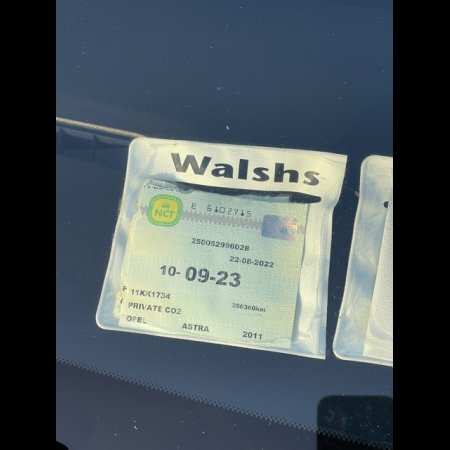 Walshs
E 6102715
NCT
250052996028
22-08-2022
10- 09-23
11KK1734
356360km
PRIVATE CO2
OPEL ASTRA 2011